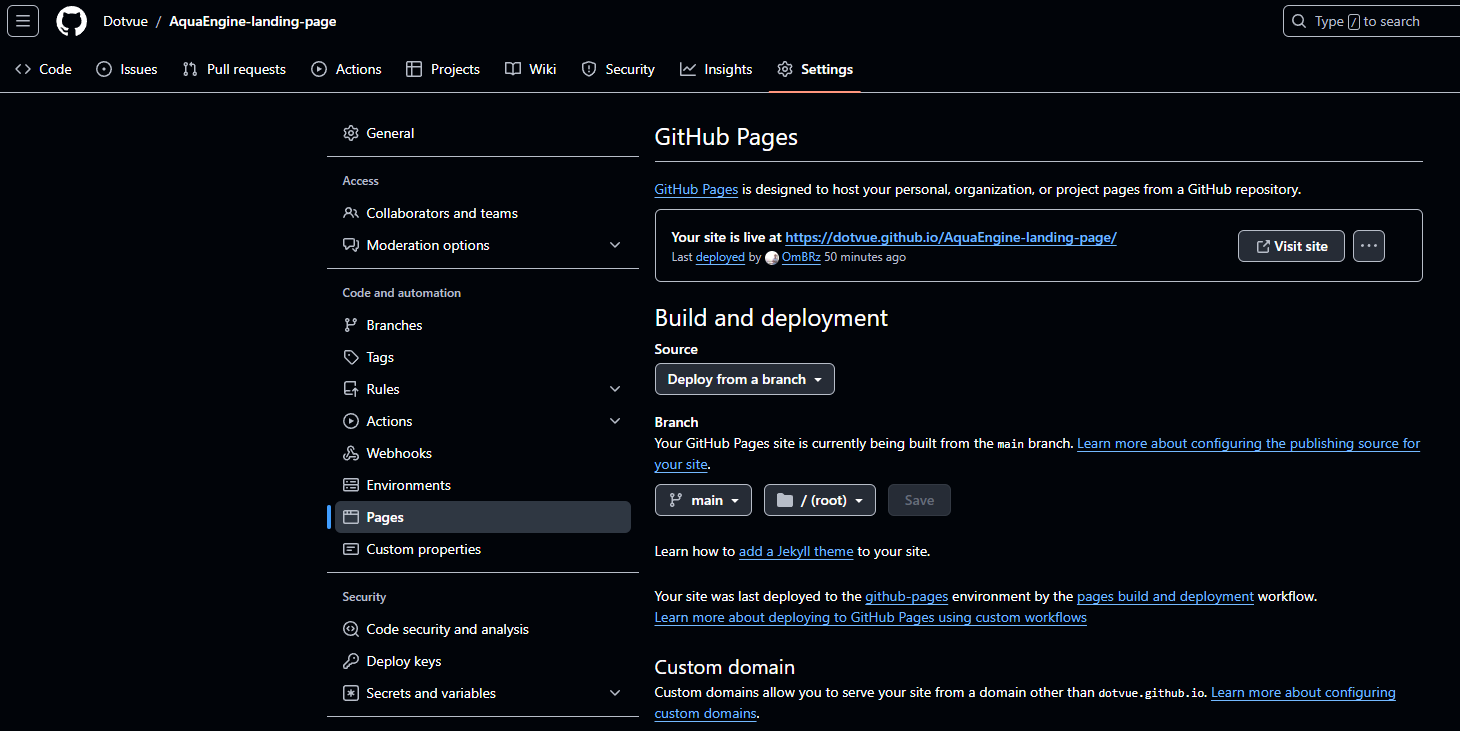 Dotvue / AquaEngine-landing-page
Type / to search
Code Issues Pull requests Actions Projects Wiki Security Insights Settings
General
Access
Collaborators and teams
Moderation options
Code and automation
Branches
Tags
Rules
Actions
Webhooks
Environments
Pages
Custom properties
Security
Code security and analysis
Deploy keys
Secrets and variables
GitHub Pages
GitHub Pages is designed to host your personal, organization, or project pages from a GitHub repository.
Your site is live at https://dotvue.github.io/AquaEngine-landing-page/
Last deployed by OmBRz 50 minutes ago
Visit site
Build and deployment
Source
Deploy from a branch
Branch
Your GitHub Pages site is currently being built from the main branch. Learn more about configuring the publishing source for
your site.
main / (root) Save
Learn how to add a Jekyll theme to your site.
Your site was last deployed to the github-pages environment by the pages build and deployment workflow.
Learn more about deploying to GitHub Pages using custom workflows
Custom domain
Custom domains allow you to serve your site from a domain other than dotvue.github.io. Learn more about configuring
custom domains.